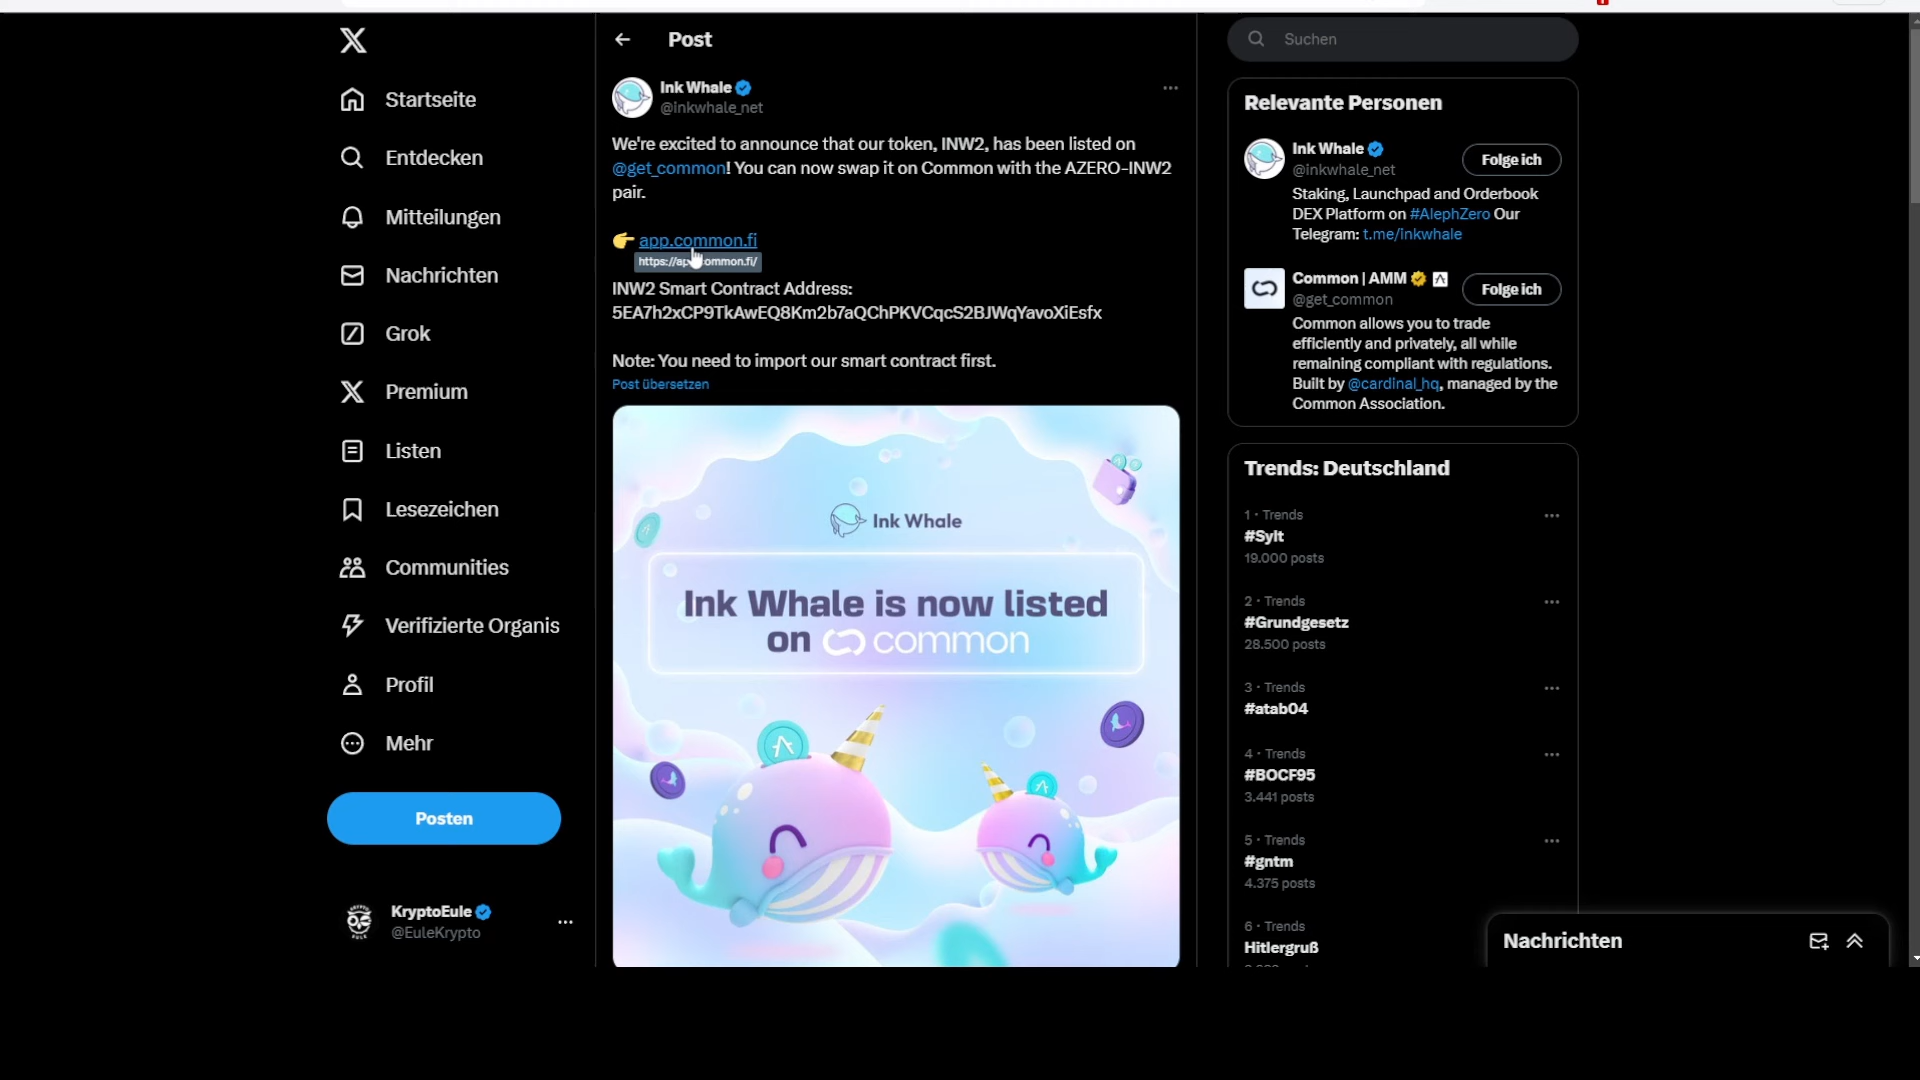 Post
Suchen
Startseite
Entdecken
Mitteilungen
Nachrichten
Grok
Premium
Listen
Lesezeichen
Communities
Verifizierte Organis
Profil
Mehr
Posten
KryptoEule
@EuleKrypto
Ink Whale
@inkwhale_net
We're excited to announce that our token, INW2, has been listed on
@get_common! You can now swap it on Common with the AZERO-INW2
pair.
👉 app.common.fi
INW2 Smart Contract Address:
5EA7h2xCP9TkAwEQ8Km2b7aQChPKVCqcS2BJWqYavoXiEsfx
Note: You need to import our smart contract first.
Post übersetzen
Ink Whale
Ink Whale is now listed
on common
Relevante Personen
Ink Whale
@inkwhale_net
Folge ich
Staking, Launchpad and Orderbook
DEX Platform on #AlephZero Our
Telegram: t.me/inkwhale
Common | AMM
@get_common
Folge ich
Common allows you to trade
efficiently and privately, all while
remaining compliant with regulations.
Built by @cardinal_hq, managed by the
Common Association.
Trends: Deutschland
1 · Trends
#Sylt
19.000 posts
2 · Trends
#Grundgesetz
28.500 posts
3 · Trends
#atab04
4 · Trends
#BOCF95
3.441 posts
5 · Trends
#gntm
4.375 posts
6 · Trends
Hitlergruß
Nachrichten